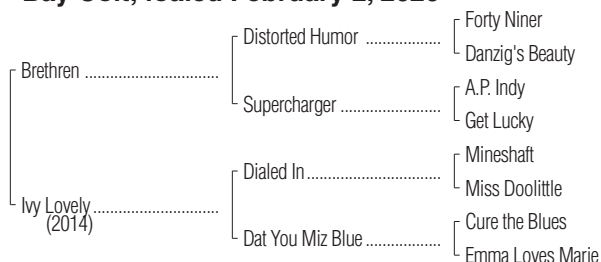 Bay Colt; foaled February 2, 2020
Forty Niner
Distorted Humor ..................
Danzig's Beauty
Brethren ................................
A.P. Indy
Supercharger ........................
Get Lucky
Mineshaft
Dialed In................................
Miss Doolittle
Ivy Lovely..............................
(2014)
Cure the Blues
Dat You Miz Blue ..................
Emma Loves Marie